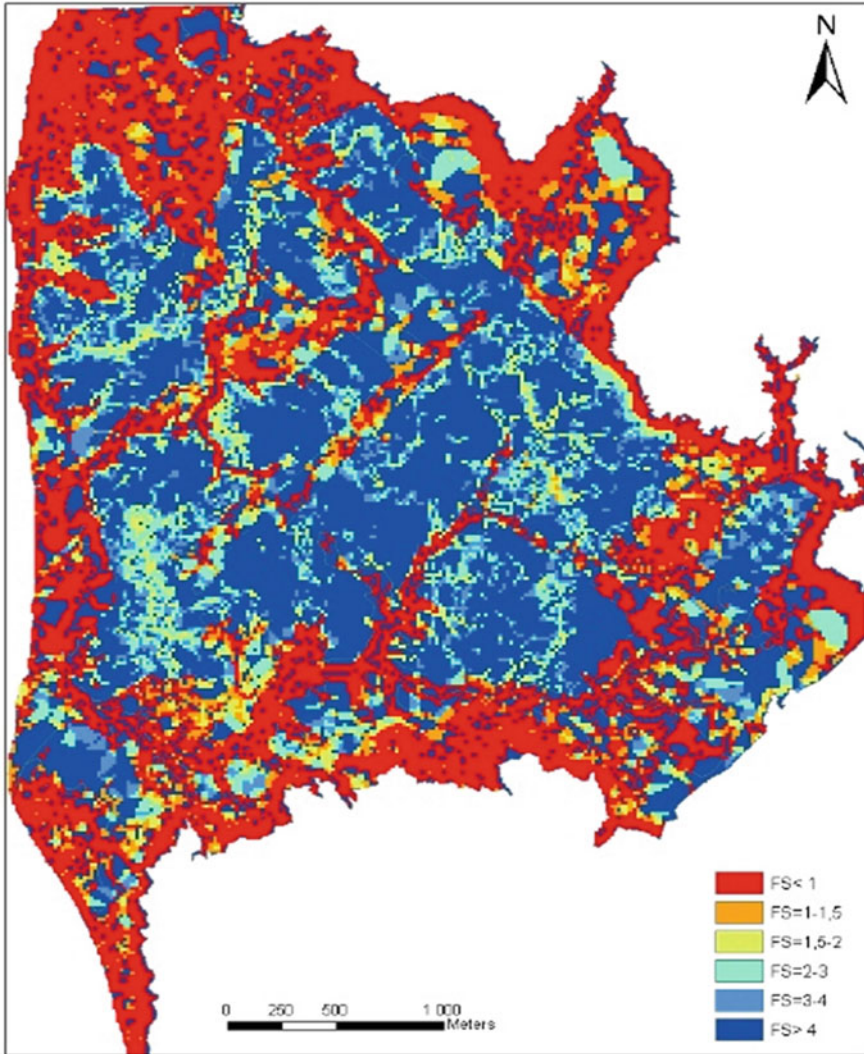 N
FS< 1
FS=1-1,5
FS=1,5-2
FS=2-3
FS=3-4
FS> 4
0 250 500 1 000
Meters